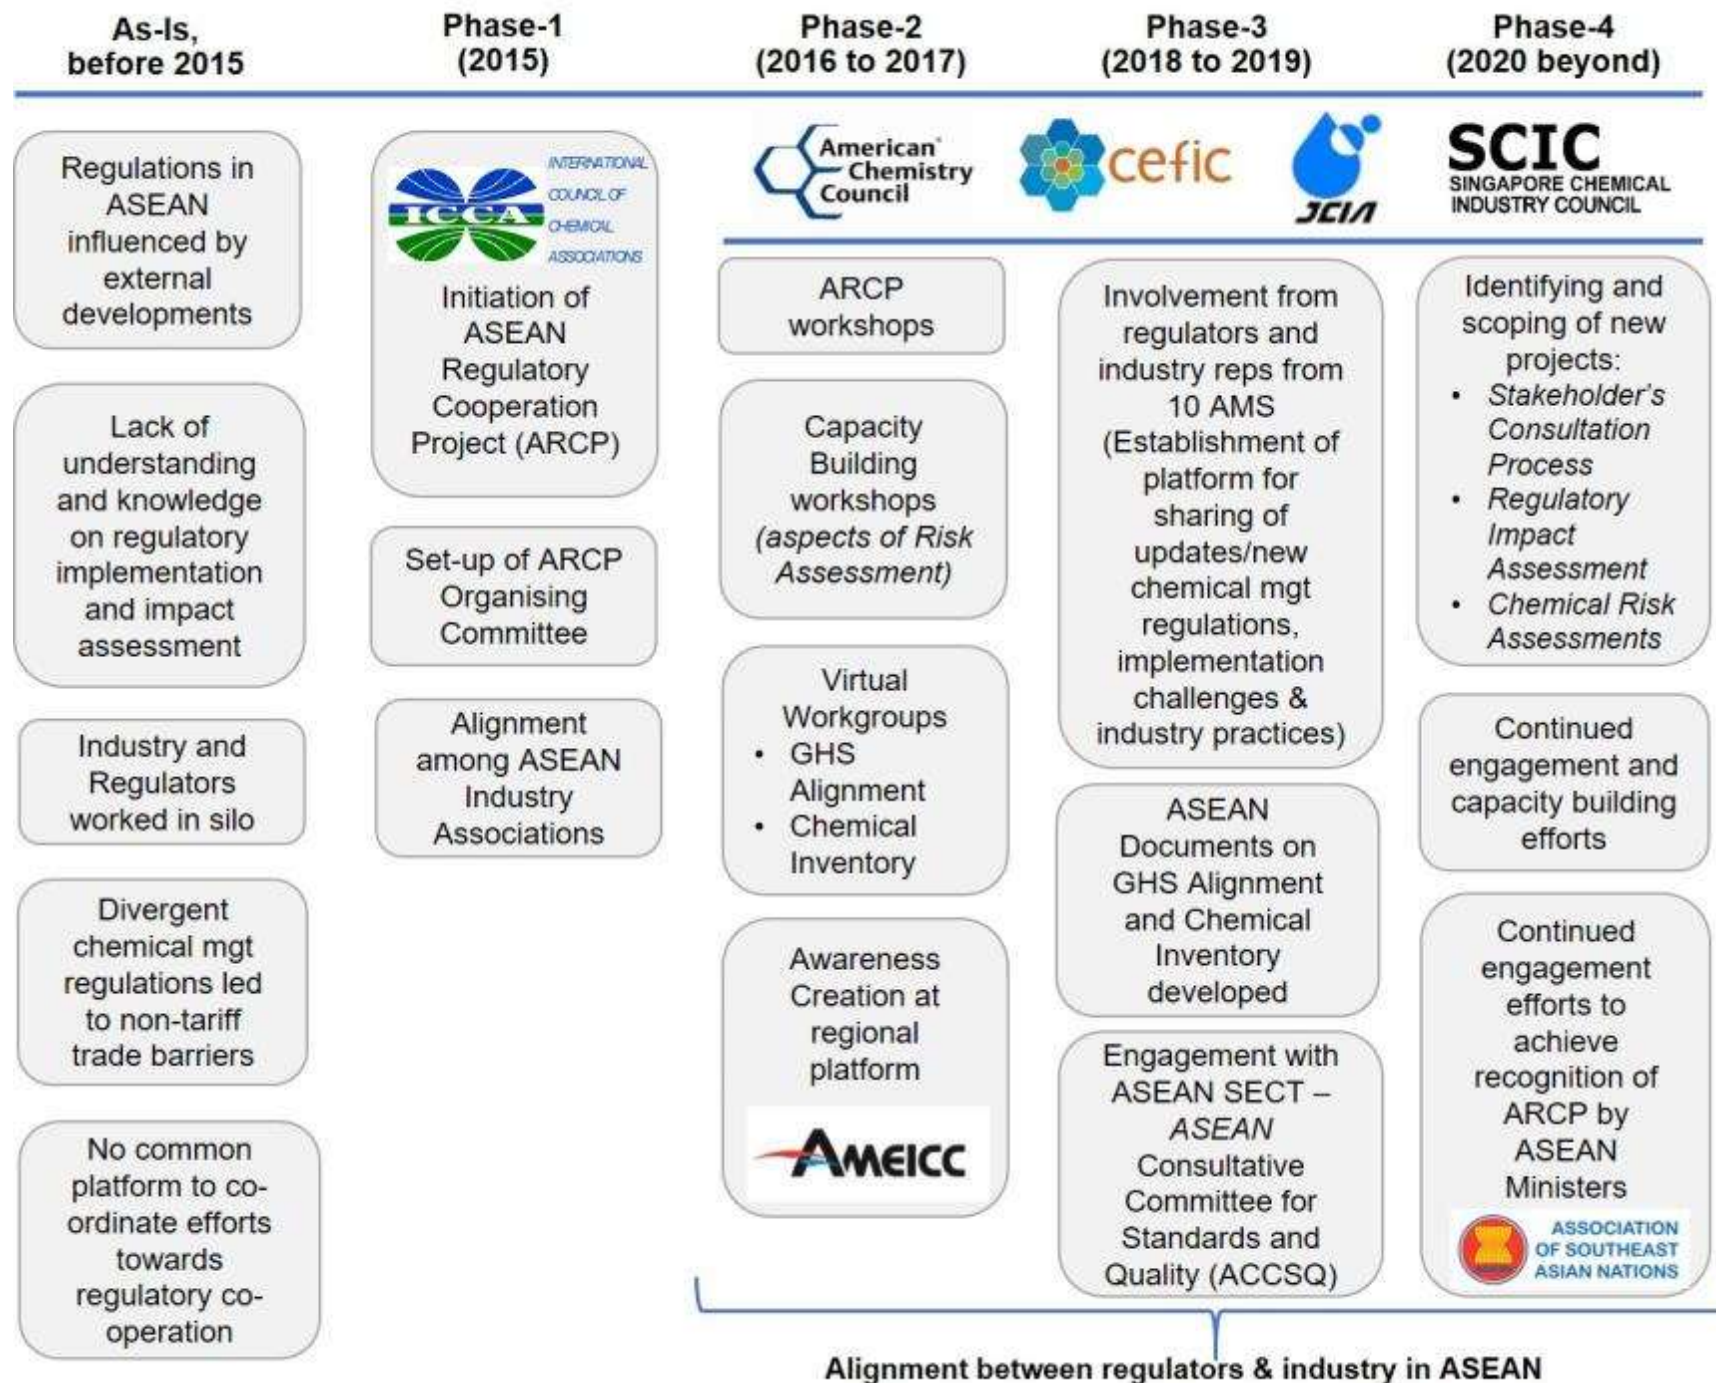 As-Is,
before 2015
Phase-1
(2015)
Phase-2
(2016 to 2017)
Phase-3
(2018 to 2019)
Phase-4
(2020 beyond)
Regulations in
ASEAN
influenced by
external
developments
Lack of
understanding
and knowledge
on regulatory
implementation
and impact
assessment
Industry and
Regulators
worked in silo
Divergent
chemical mgt
regulations led
to non-tariff
trade barriers
No common
platform to co-
ordinate efforts
towards
regulatory co-
operation
ICCA
INTERNATIONAL
COUNCIL OF
CHEMICAL
ASSOCIATIONS
Initiation of
ASEAN
Regulatory
Cooperation
Project (ARCP)
Set-up of ARCP
Organising
Committee
Alignment
among ASEAN
Industry
Associations
American
Chemistry
Council
cefic
JCIA
SCIC
SINGAPORE CHEMICAL
INDUSTRY COUNCIL
ARCP
workshops
Capacity
Building
workshops
(aspects of Risk
Assessment)
Virtual
Workgroups
• GHS
Alignment
• Chemical
Inventory
Awareness
Creation at
regional
platform
AMEICC
Involvement from
regulators and
industry reps from
10 AMS
(Establishment of
platform for
sharing of
updates/new
chemical mgt
regulations,
implementation
challenges &
industry practices)
ASEAN
Documents on
GHS Alignment
and Chemical
Inventory
developed
Engagement with
ASEAN SECT –
ASEAN
Consultative
Committee for
Standards and
Quality (ACCSQ)
Identifying and
scoping of new
projects:
• Stakeholder's
Consultation
Process
• Regulatory
Impact
Assessment
• Chemical Risk
Assessments
Continued
engagement and
capacity building
efforts
Continued
engagement
efforts to
achieve
recognition of
ARCP by
ASEAN
Ministers
ASSOCIATION
OF SOUTHEAST
ASIAN NATIONS
Alignment between regulators & industry in ASEAN